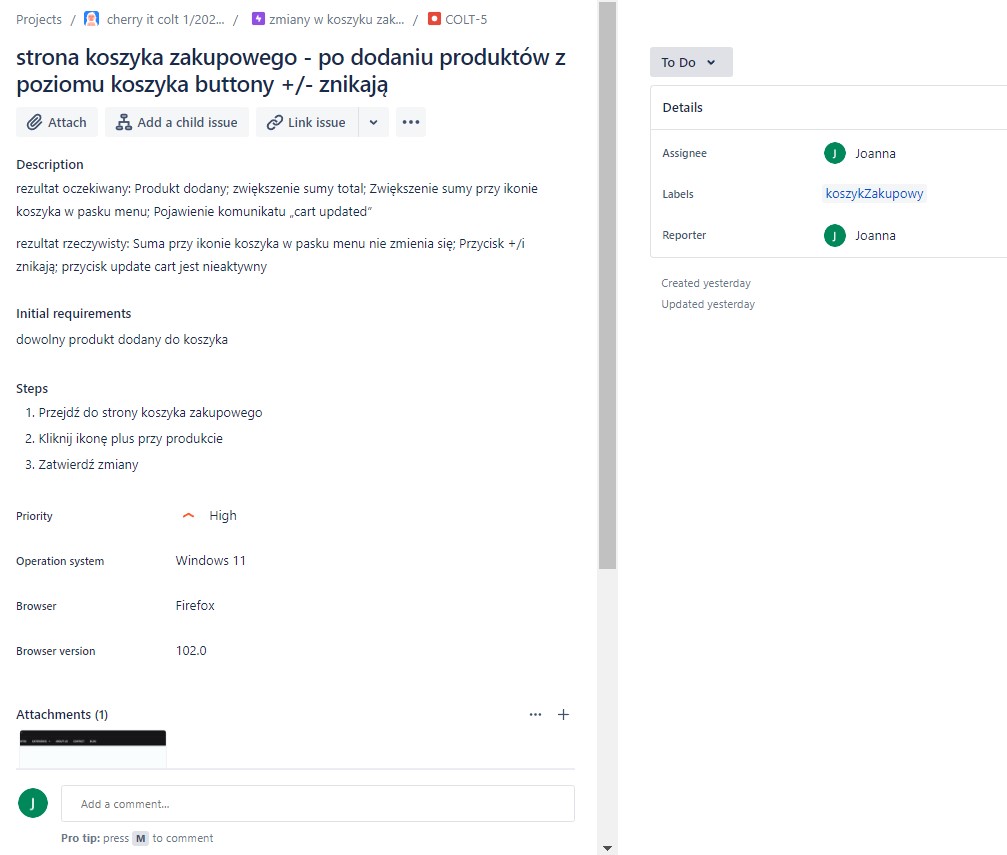 Projects / cherry it colt 1/202... / zmiany w koszyku zak... / COLT-5
strona koszyka zakupowego - po dodaniu produktów z
poziomu koszyka buttony +/- znikają
Attach Add a child issue Link issue
Description
rezultat oczekiwany: Produkt dodany; zwiększenie sumy total; Zwiększenie sumy przy ikonie
koszyka w pasku menu; Pojawienie komunikatu „cart updated”
rezultat rzeczywisty: Suma przy ikonie koszyka w pasku menu nie zmienia się; Przycisk +/i
znikają; przycisk update cart jest nieaktywny
Initial requirements
dowolny produkt dodany do koszyka
Steps
1. Przejdź do strony koszyka zakupowego
2. Kliknij ikonę plus przy produkcie
3. Zatwierdź zmiany
Priority High
Operation system Windows 11
Browser Firefox
Browser version 102.0
Attachments (1)
J Add a comment...
Pro tip: press M to comment
To Do
Details
Assignee J Joanna
Labels koszykZakupowy
Reporter J Joanna
Created yesterday
Updated yesterday